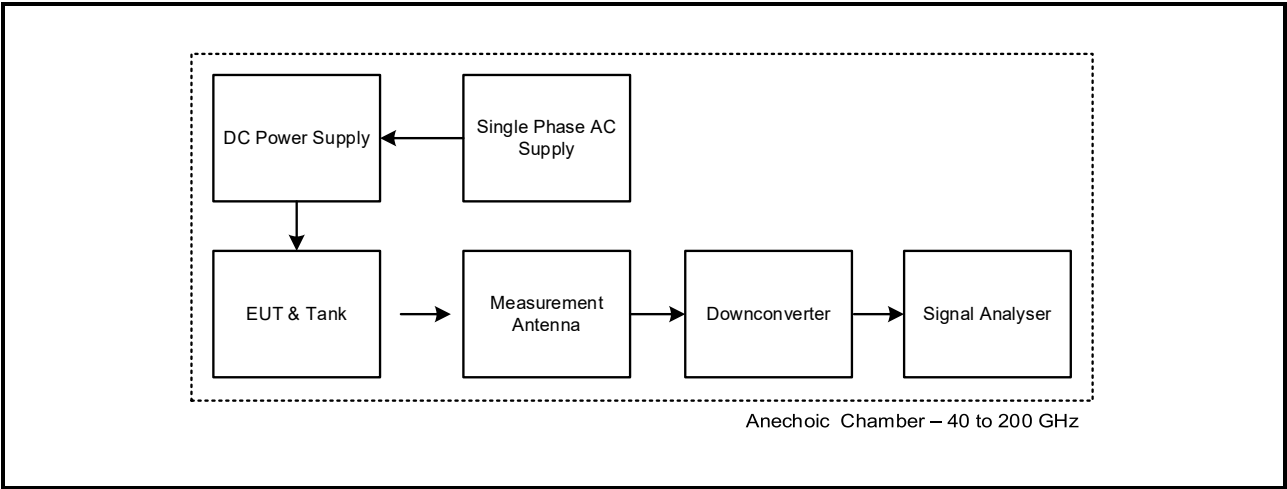 DC Power Supply
Single Phase AC
Supply
EUT & Tank
Measurement
Antenna
Downconverter
Signal Analyser
Anechoic Chamber – 40 to 200 GHz